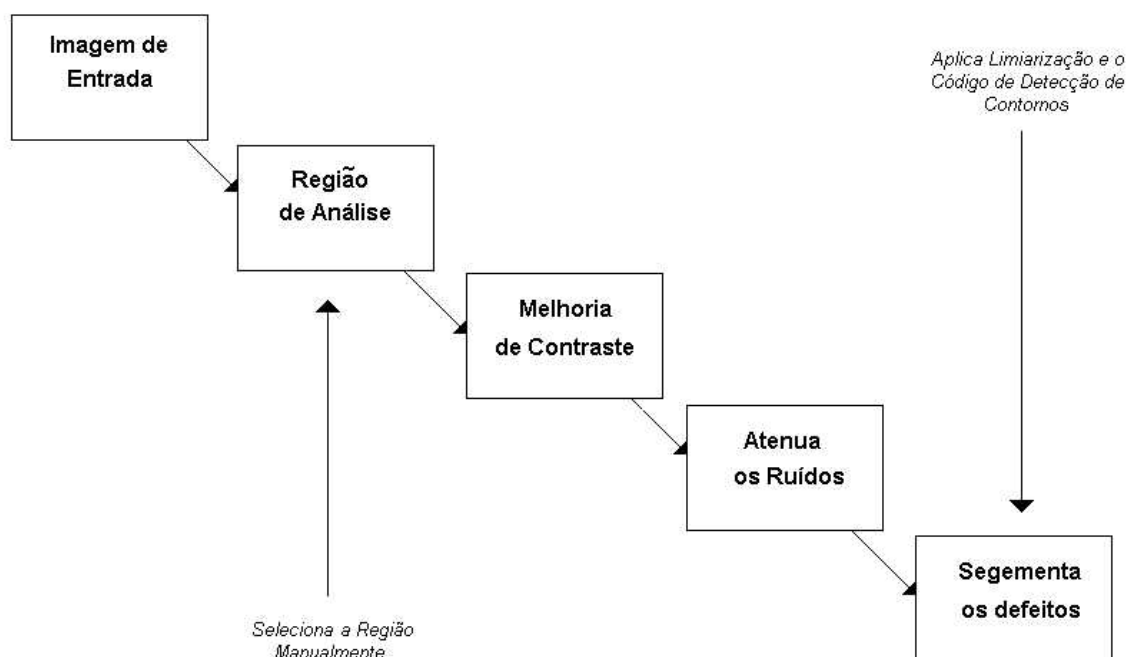 Imagem de
Entrada
Aplica Limiarização e o
Código de Detecção de
Contornos
Região
de Análise
Melhoria
de Contraste
Atenua
os Ruídos
Segementa
os defeitos
Seleciona a Região
Manualmente